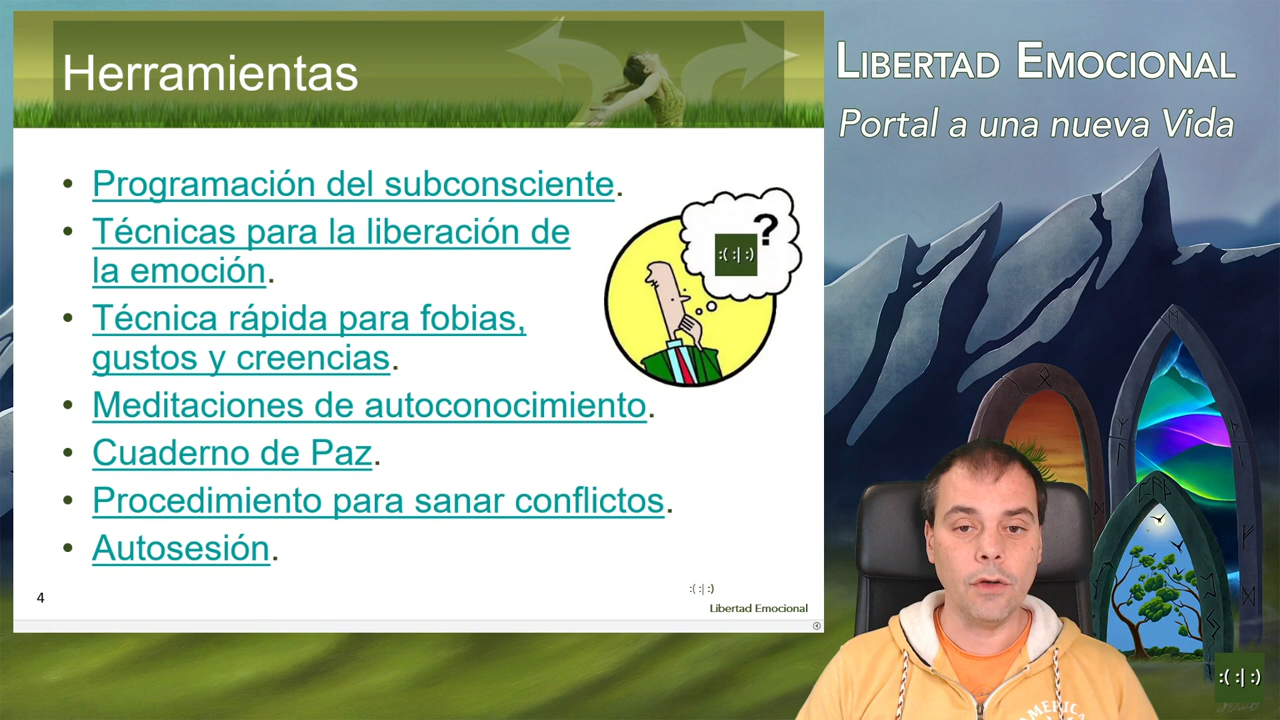 Herramientas
• Programación del subconsciente.
• Técnicas para la liberación de
la emoción.
• Técnica rápida para fobias,
gustos y creencias.
• Meditaciones de autoconocimiento.
• Cuaderno de Paz.
• Procedimiento para sanar conflictos.
• Autosesión.
?
:( :| :)
4
:( :| :)
Libertad Emocional
LIBERTAD EMOCIONAL
Portal a una nueva Vida
AMERICA
:( :| :)